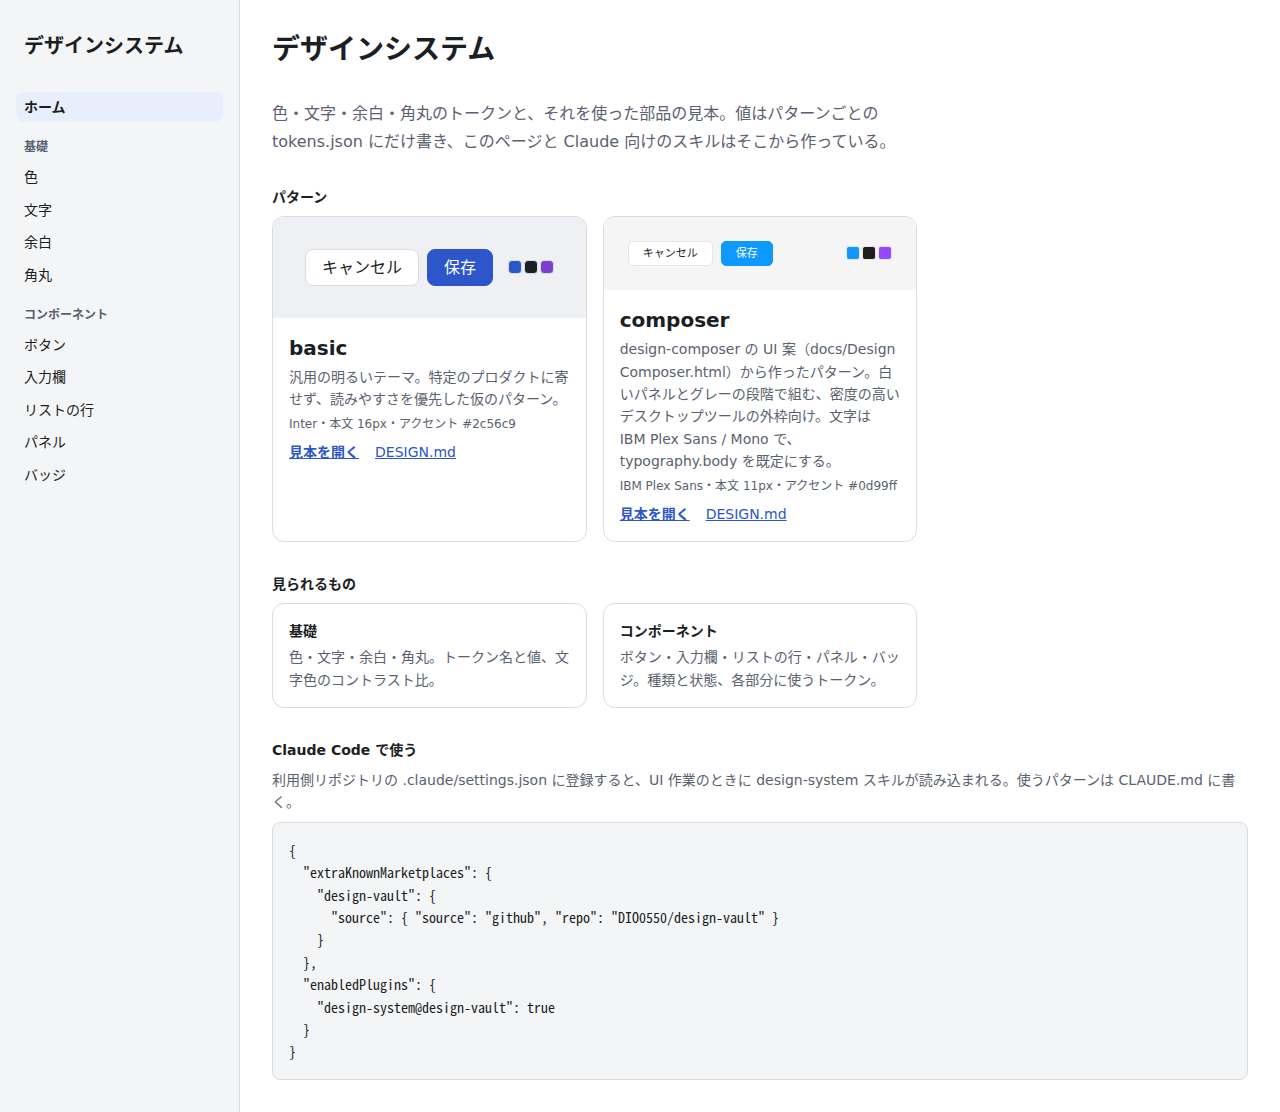 デザインシステム
ホーム
基礎
色
文字
余白
角丸
コンポーネント
ボタン
入力欄
リストの行
パネル
バッジ
デザインシステム
色・文字・余白・角丸のトークンと、それを使った部品の見本。値はパターンごとの
tokens.json にだけ書き、このページと Claude 向けのスキルはそこから作っている。
パターン
キャンセル 保存
basic
汎用の明るいテーマ。特定のプロダクトに寄
せず、読みやすさを優先した仮のパターン。
Inter・本文 16px・アクセント #2c56c9
見本を開く DESIGN.md
キャンセル 保存
composer
design-composer の UI 案（docs/Design
Composer.html）から作ったパターン。白
いパネルとグレーの段階で組む、密度の高い
デスクトップツールの外枠向け。文字は
IBM Plex Sans / Mono で、
typography.body を既定にする。
IBM Plex Sans・本文 11px・アクセント #0d99ff
見本を開く DESIGN.md
見られるもの
基礎
色・文字・余白・角丸。トークン名と値、文
字色のコントラスト比。
コンポーネント
ボタン・入力欄・リストの行・パネル・バッ
ジ。種類と状態、各部分に使うトークン。
Claude Code で使う
利用側リポジトリの .claude/settings.json に登録すると、UI 作業のときに design-system スキルが読み込まれる。使うパターンは CLAUDE.md に書
く。
{
"extraKnownMarketplaces": {
"design-vault": {
"source": { "source": "github", "repo": "DIO0550/design-vault" }
}
},
"enabledPlugins": {
"design-system@design-vault": true
}
}